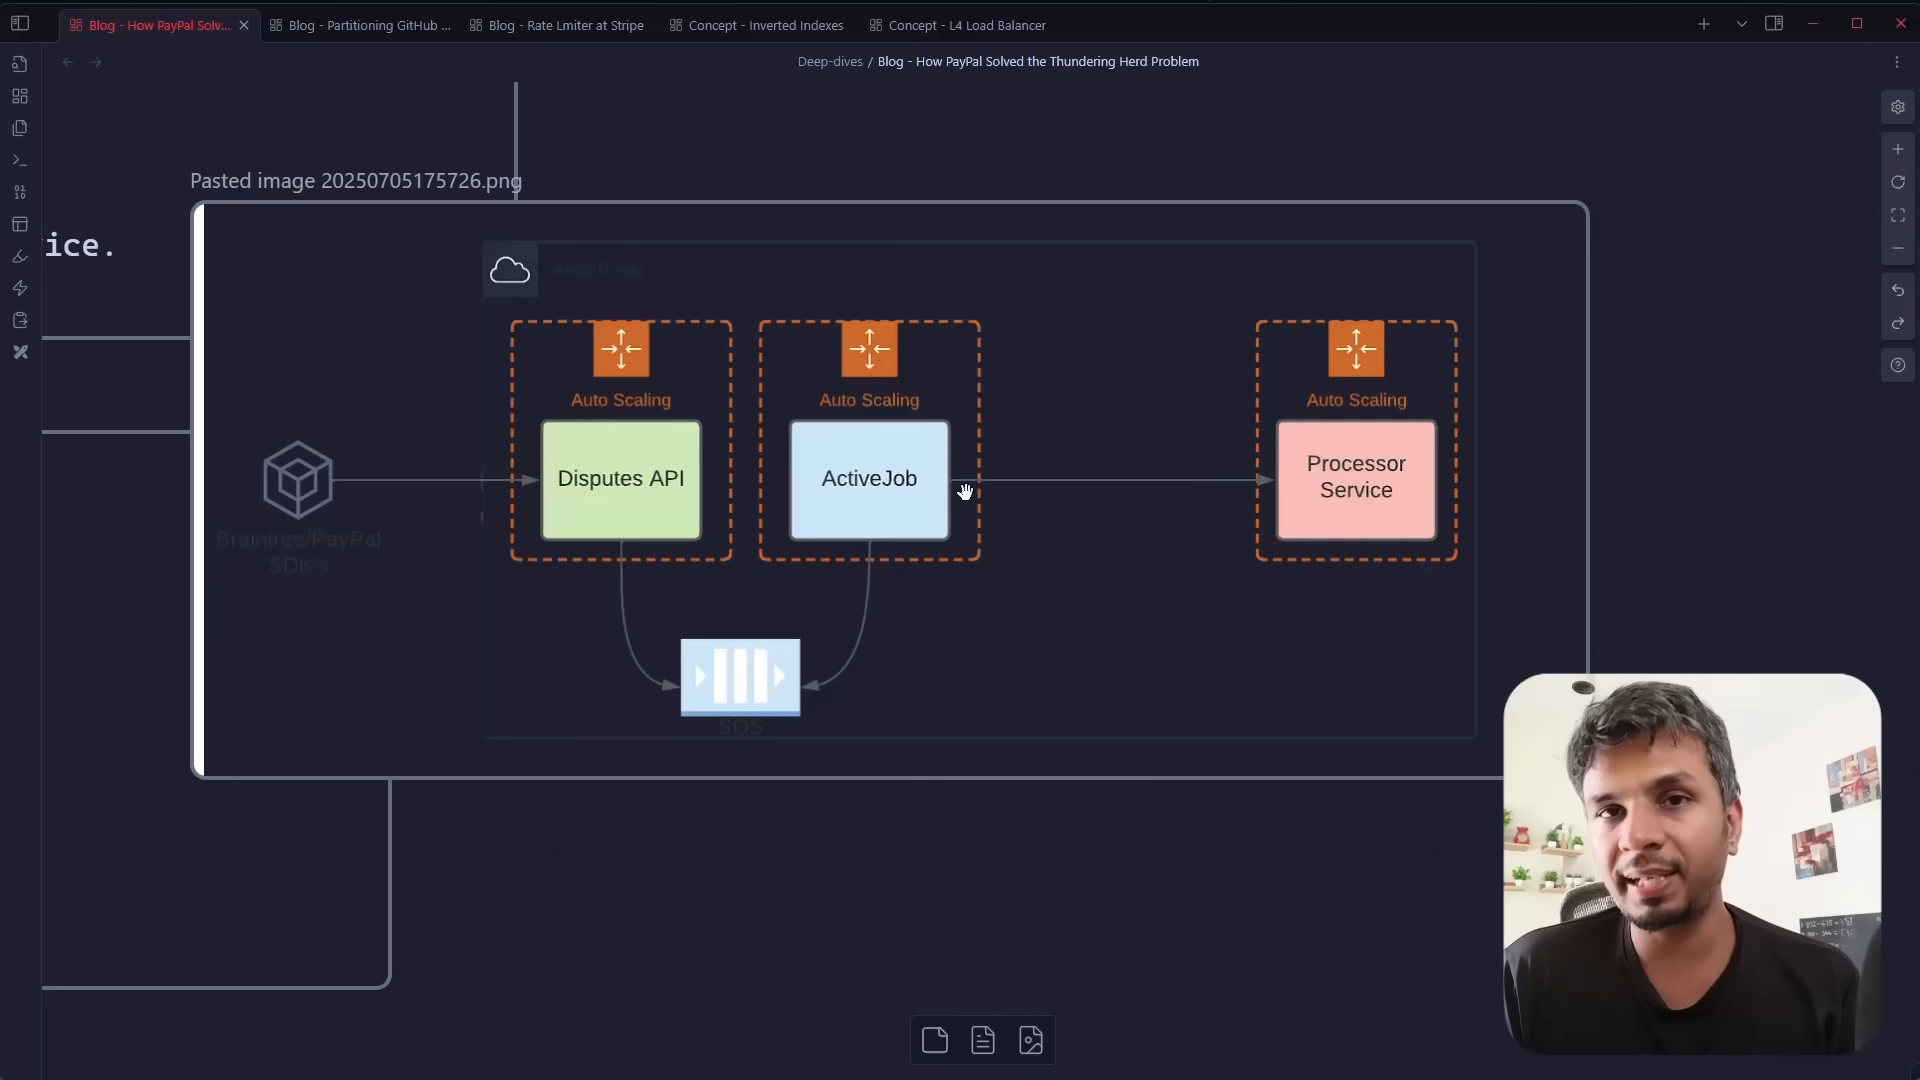 Blog - How PayPal Solv...
Blog - Partitioning GitHub ...
Blog - Rate Lmiter at Stripe
Concept - Inverted Indexes
Concept - L4 Load Balancer
Deep-dives / Blog - How PayPal Solved the Thundering Herd Problem
Pasted image 20250705175726.png
ice.
Auto Scaling
Auto Scaling
Auto Scaling
Disputes API
ActiveJob
Processor
Service
Braintree/PayPal
SDK's
SQS